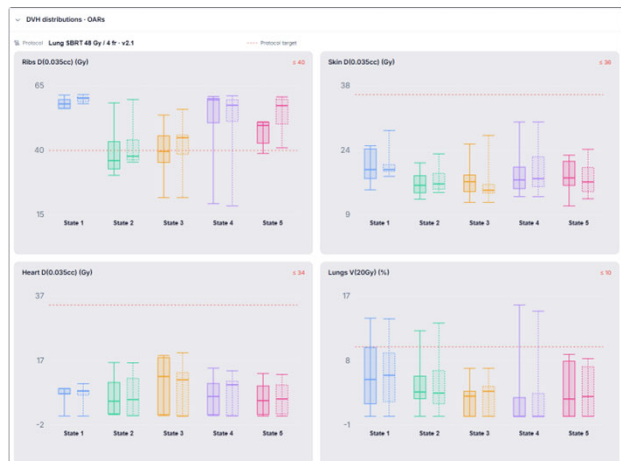 DVH distributions - OARs
Protocol Lung SBRT 48 Gy / 4 fr - v2.1 Protocol target
Ribs D(0.035cc) (Gy) ≤ 40
65
40
15
State 1 State 2 State 3 State 4 State 5
Skin D(0.035cc) (Gy) ≤ 36
38
24
9
State 1 State 2 State 3 State 4 State 5
Heart D(0.035cc) (Gy) ≤ 34
37
17
-2
State 1 State 2 State 3 State 4 State 5
Lungs V(20Gy) (%) ≤ 10
17
8
-1
State 1 State 2 State 3 State 4 State 5